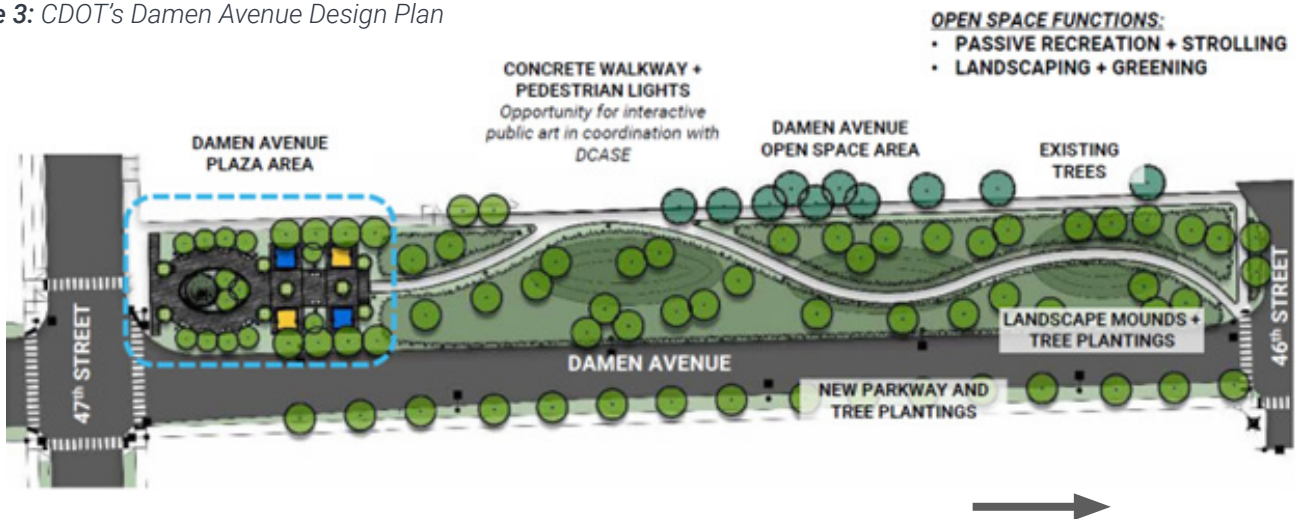 e 3: CDOT's Damen Avenue Design Plan
OPEN SPACE FUNCTIONS:
• PASSIVE RECREATION + STROLLING
• LANDSCAPING + GREENING
CONCRETE WALKWAY +
PEDESTRIAN LIGHTS
Opportunity for interactive
public art in coordination with
DCASE
DAMEN AVENUE
PLAZA AREA
DAMEN AVENUE
OPEN SPACE AREA
EXISTING
TREES
47th STREET
46th STREET
LANDSCAPE MOUNDS +
TREE PLANTINGS
DAMEN AVENUE
NEW PARKWAY AND
TREE PLANTINGS